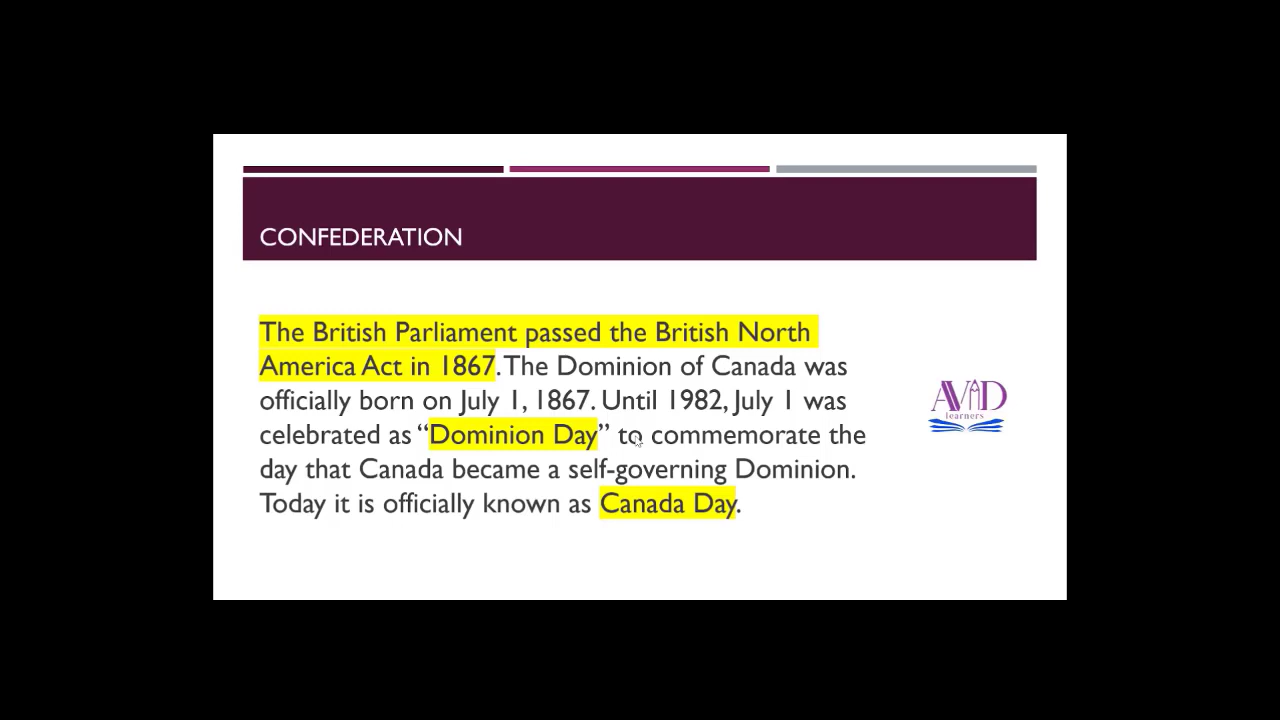 CONFEDERATION
The British Parliament passed the British North
America Act in 1867. The Dominion of Canada was
officially born on July 1, 1867. Until 1982, July 1 was
celebrated as “Dominion Day” to commemorate the
day that Canada became a self-governing Dominion.
Today it is officially known as Canada Day.
AViD
learners